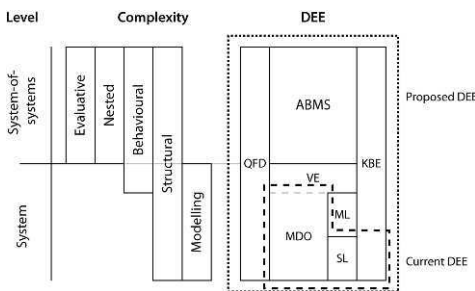 Level Complexity DEE
System-of-
systems
Evaluative
Nested
Behavioural
Structural
Modelling
System
QFD
ABMS
KBE
VE
ML
MDO
SL
Proposed DEE
Current DEE